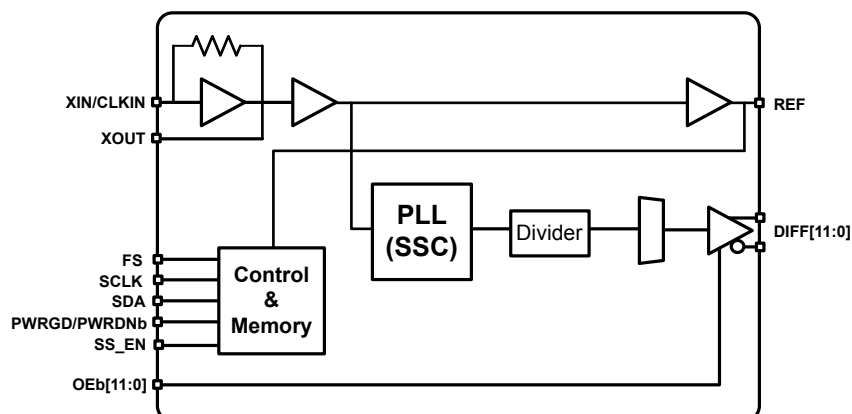 XIN/CLKIN
XOUT
REF
PLL
(SSC)
Divider
DIFF[11:0]
FS
SCLK
SDA
PWRGD/PWRDNb
SS_EN
Control
&
Memory
OEb[11:0]